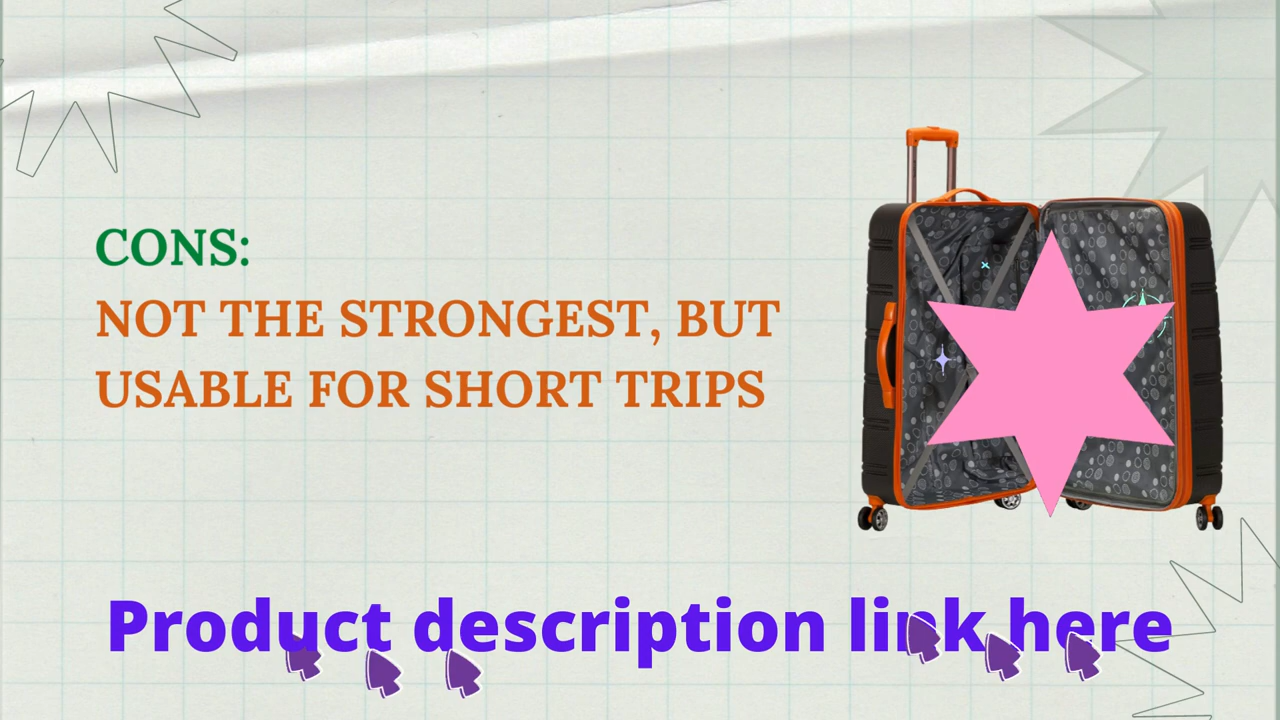 CONS:
NOT THE STRONGEST, BUT
USABLE FOR SHORT TRIPS
Product description link here